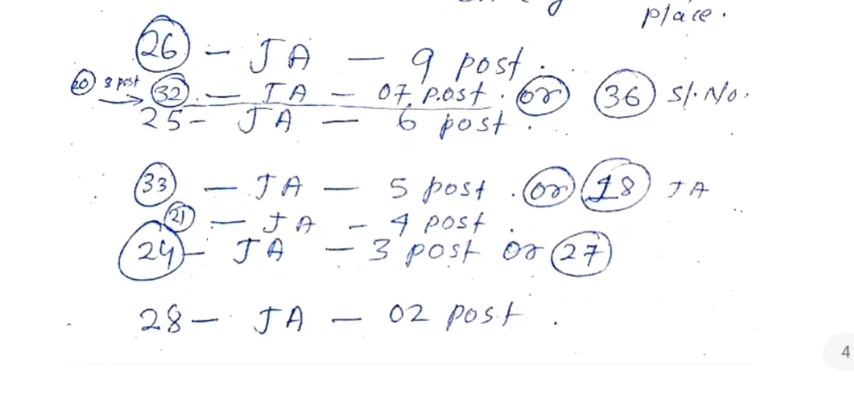 place.
26 - JA - 9 post.
20 8 post
32 - JA - 07 post. or 36 Sl. No.
25 - JA - 6 post.
33 - JA - 5 post. or 18 JA
21 - JA - 4 post.
24 - JA - 3 post or 27
28 - JA - 02 post.
4